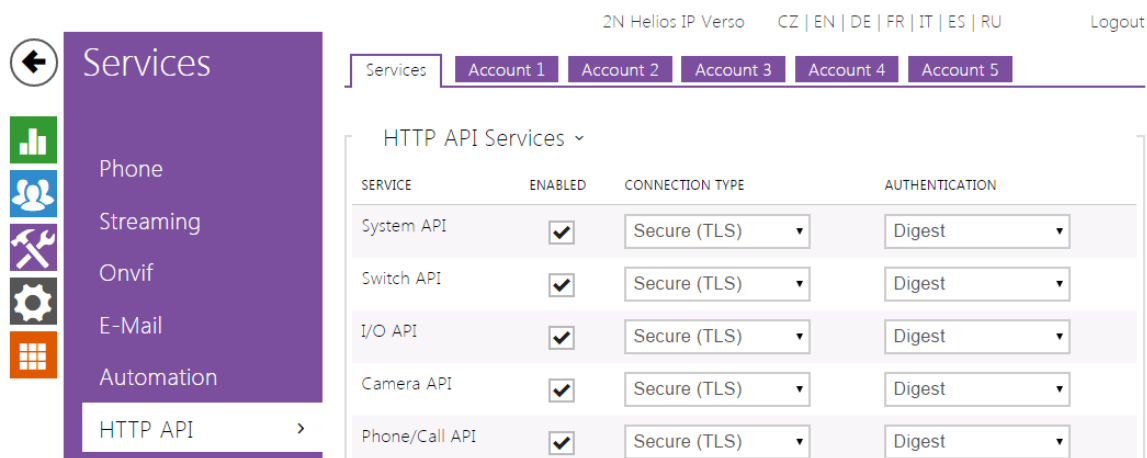 2N Helios IP Verso CZ | EN | DE | FR | IT | ES | RU Logout
Services
Services Account 1 Account 2 Account 3 Account 4 Account 5
HTTP API Services
SERVICE ENABLED CONNECTION TYPE AUTHENTICATION
Phone
System API Secure (TLS) Digest
Streaming
Switch API Secure (TLS) Digest
Onvif
I/O API Secure (TLS) Digest
E-Mail
Camera API Secure (TLS) Digest
Automation
Phone/Call API Secure (TLS) Digest
HTTP API